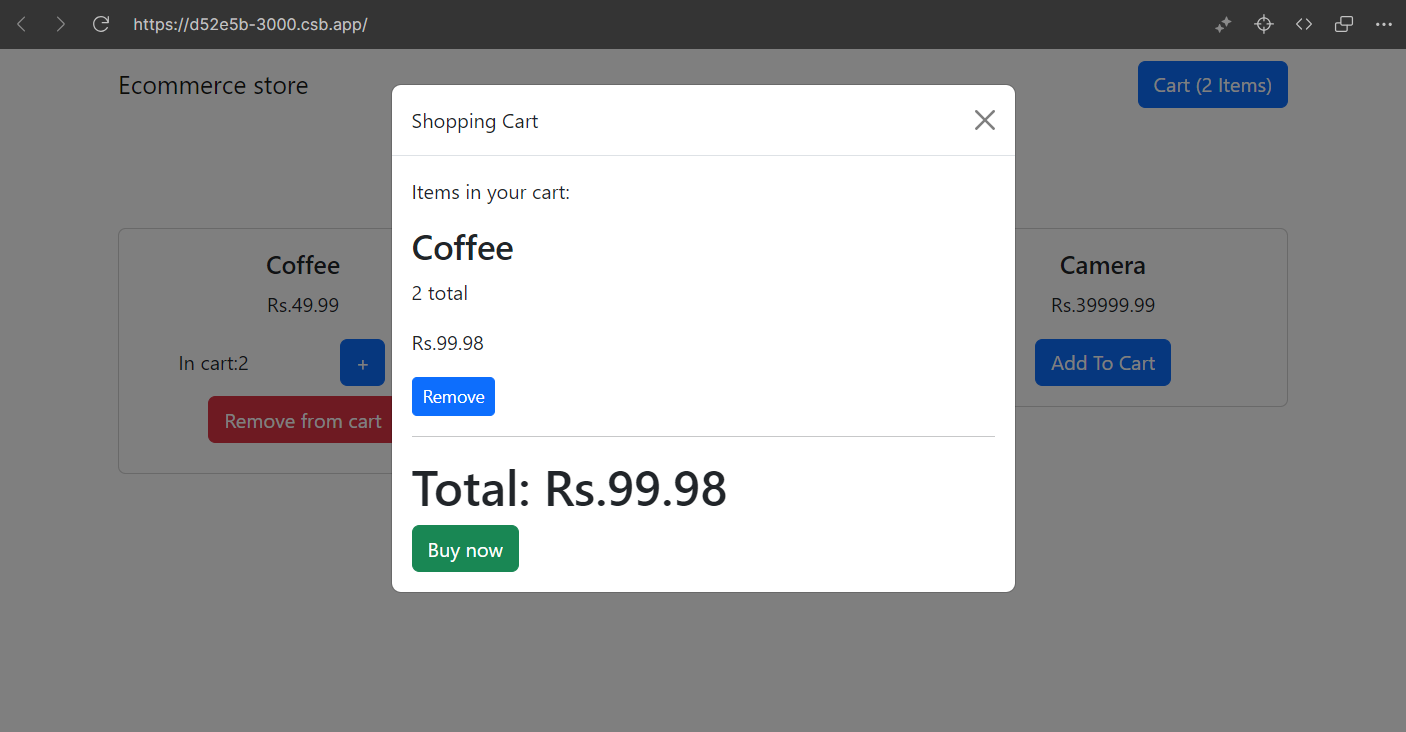 https://d52e5b-3000.csb.app/
Ecommerce store
Cart (2 Items)
Shopping Cart
Items in your cart:
Coffee
2 total
Rs.99.98
Remove
Total: Rs.99.98
Buy now
Coffee
Rs.49.99
In cart:2
+
Remove from cart
Camera
Rs.39999.99
Add To Cart